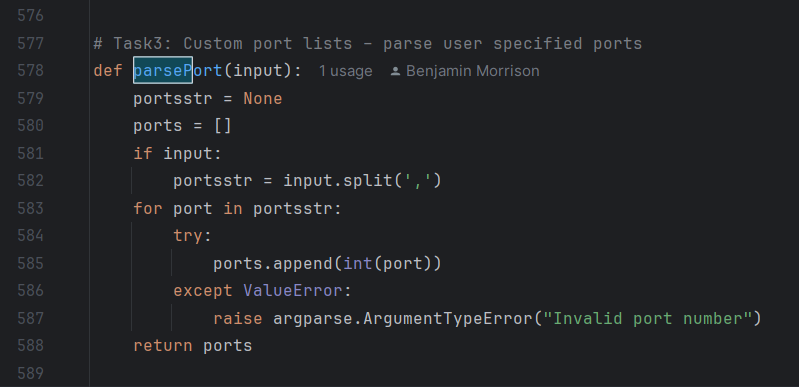 576
577 # Task3: Custom port lists - parse user specified ports
578 def parsePort(input): 1 usage Benjamin Morrison
579 portsstr = None
580 ports = []
581 if input:
582 portsstr = input.split(',')
583 for port in portsstr:
584 try:
585 ports.append(int(port))
586 except ValueError:
587 raise argparse.ArgumentTypeError("Invalid port number")
588 return ports
589